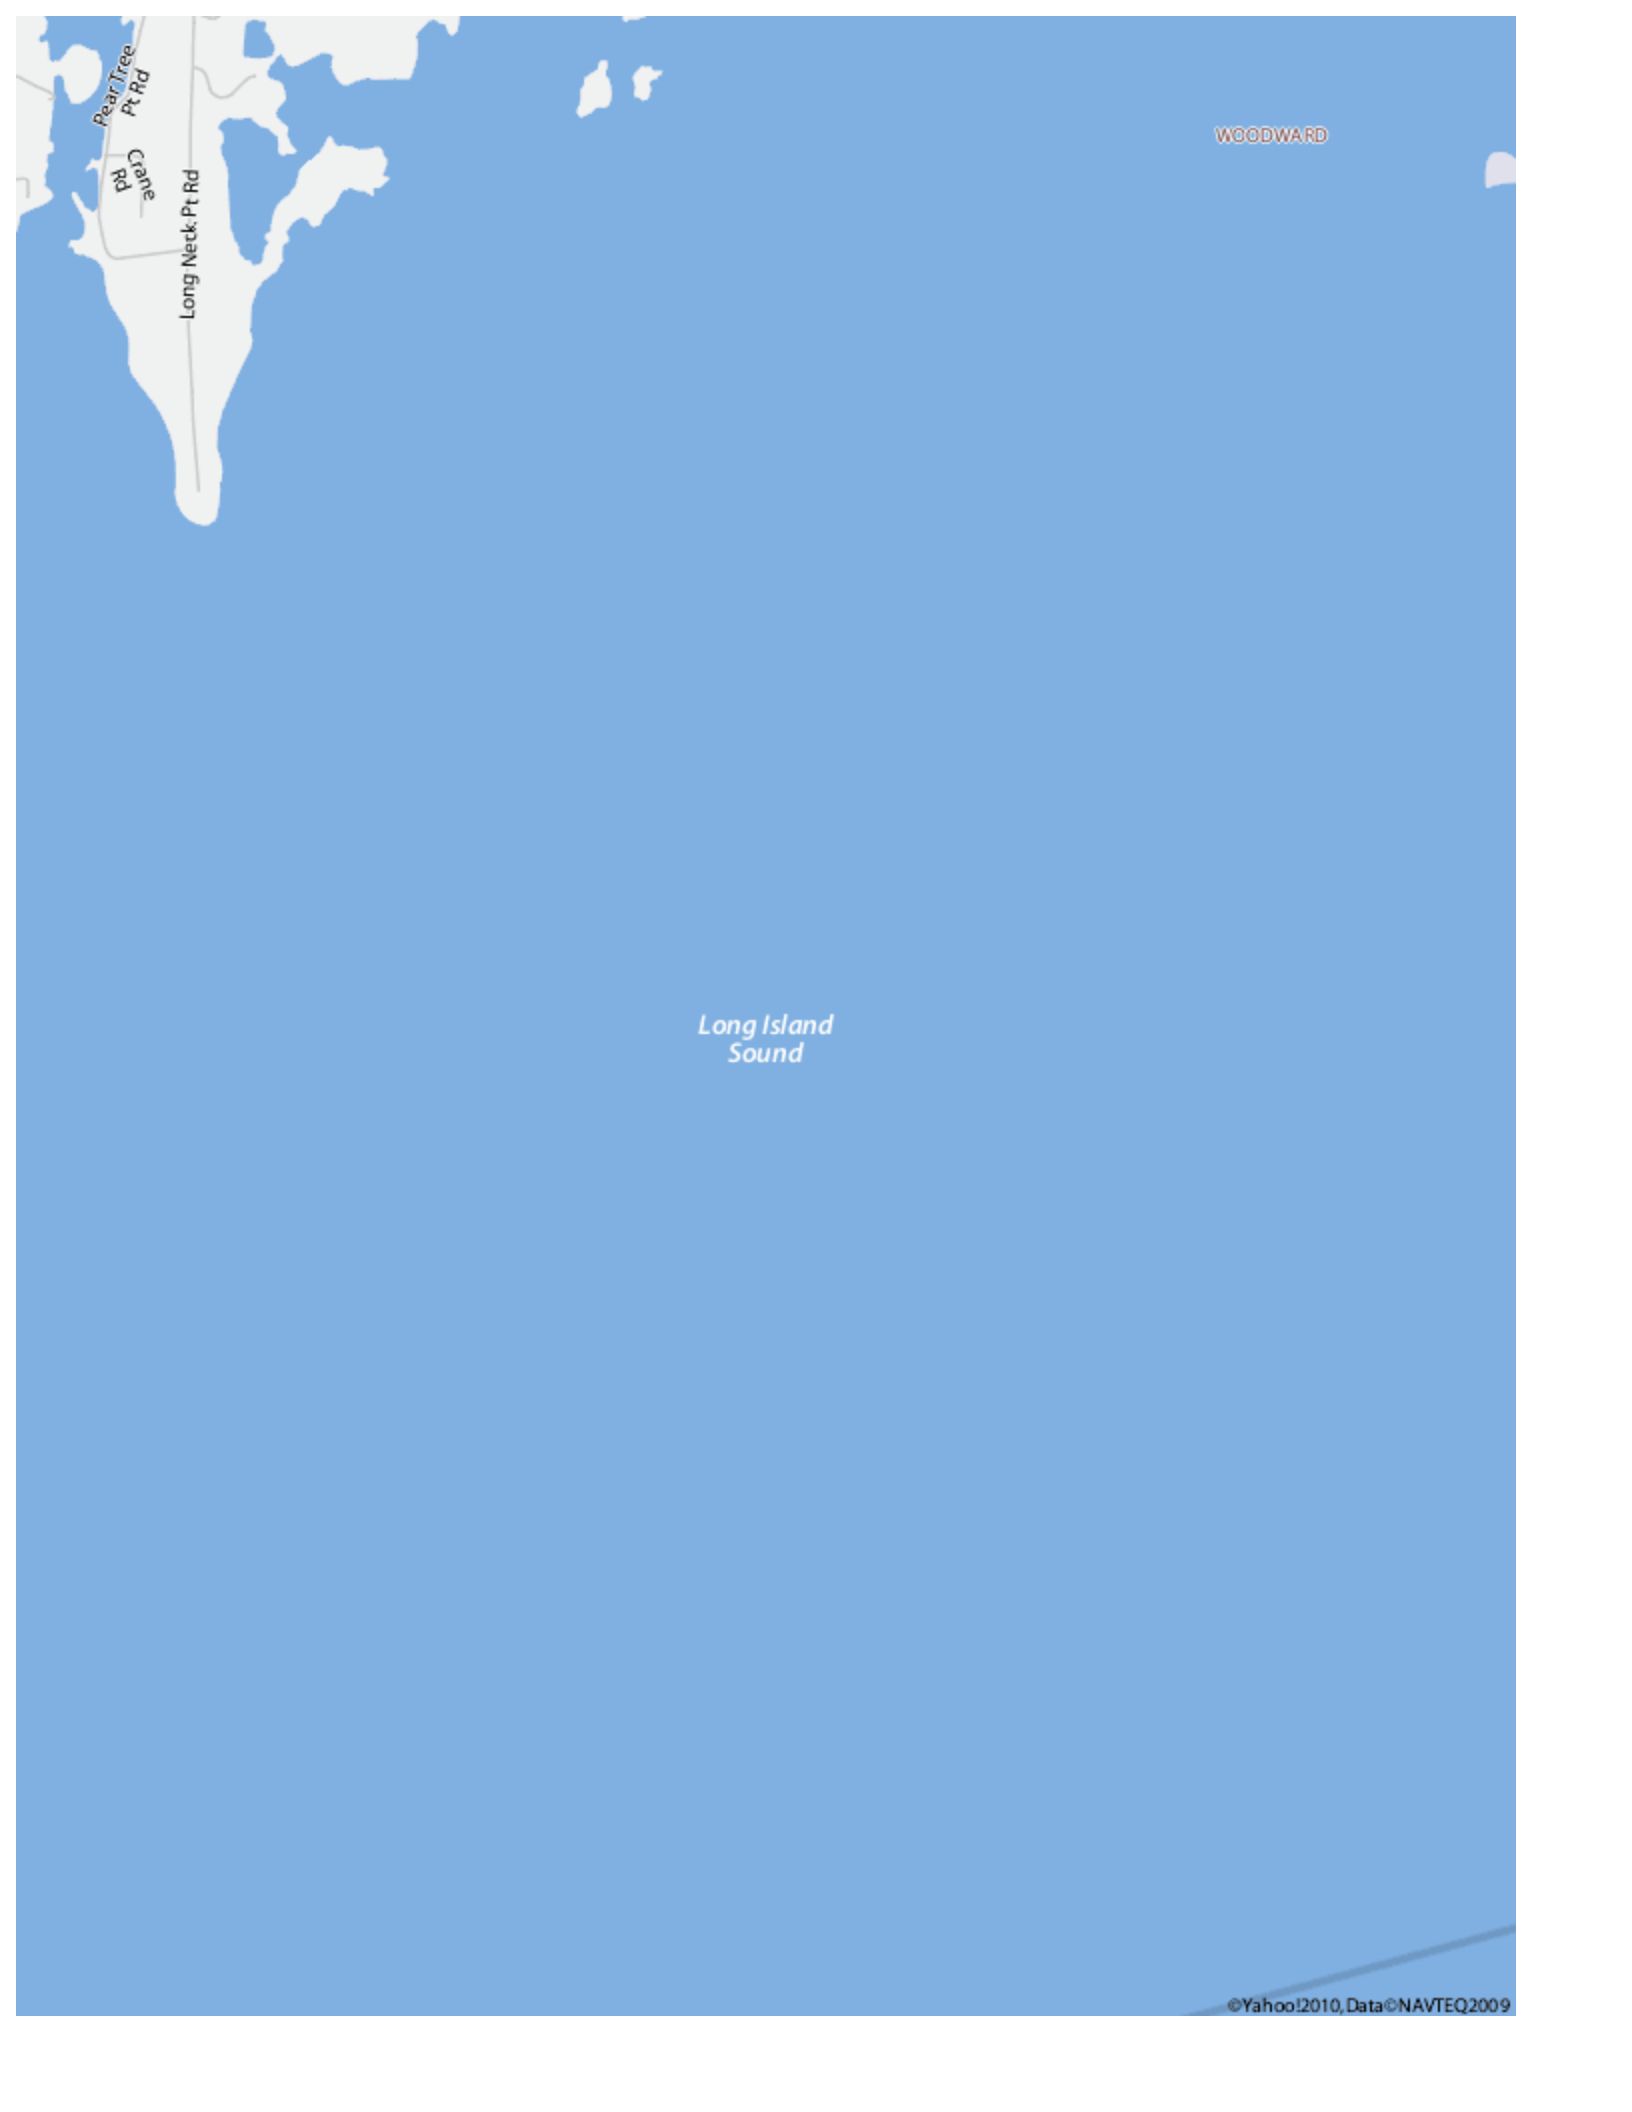 Pear Tree
Pt Rd
WOODWARD
Crane
Rd
Long Neck Pt Rd
Long Island
Sound
©Yahoo!2010, Data©NAVTEQ2009